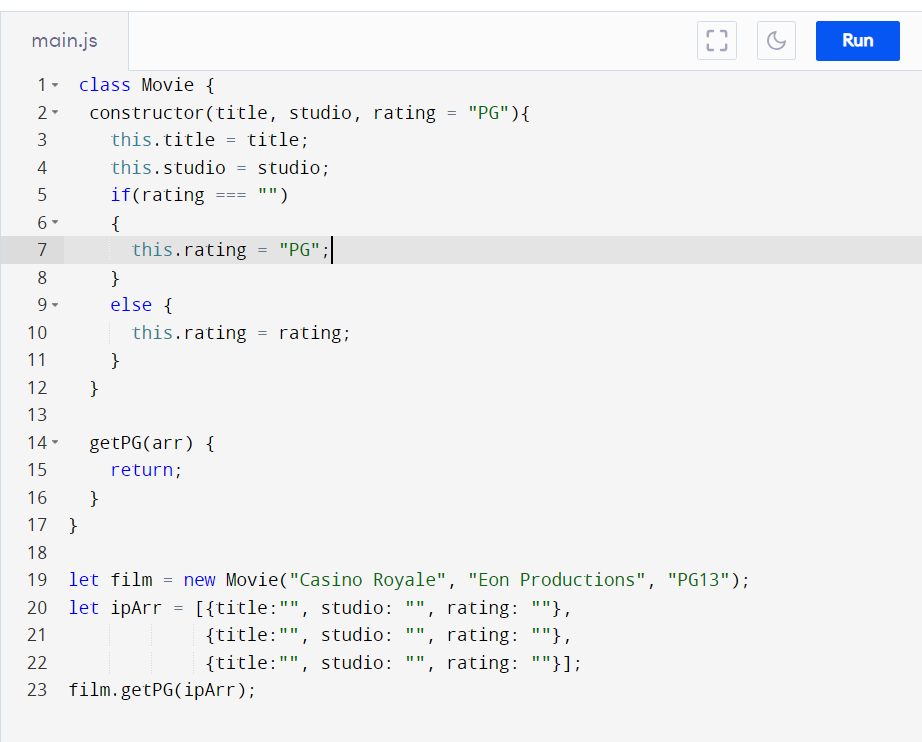 main.js
Run
1 class Movie {
2 constructor(title, studio, rating = "PG"){
3 this.title = title;
4 this.studio = studio;
5 if(rating === "")
6 {
7 this.rating = "PG";
8 }
9 else {
10 this.rating = rating;
11 }
12 }
13
14 getPG(arr) {
15 return;
16 }
17 }
18
19 let film = new Movie("Casino Royale", "Eon Productions", "PG13");
20 let ipArr = [{title:"", studio: "", rating: ""},
21 {title:"", studio: "", rating: ""},
22 {title:"", studio: "", rating: ""}];
23 film.getPG(ipArr);